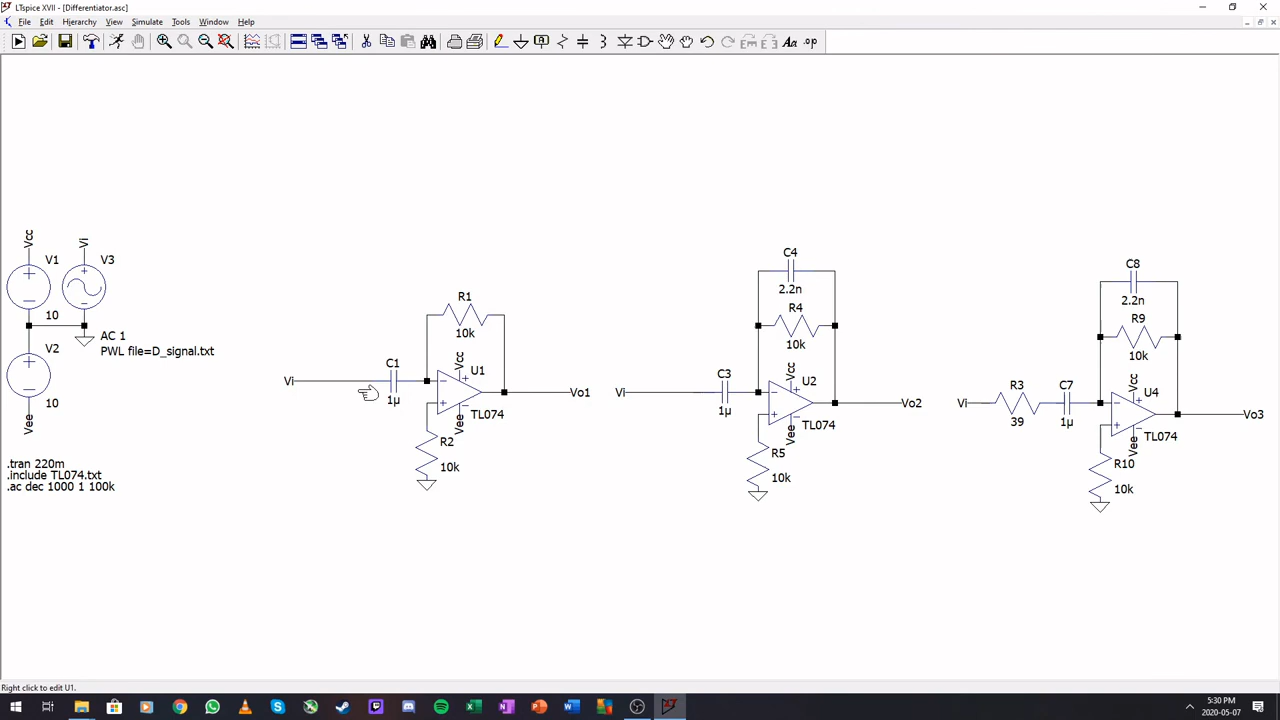 LTspice XVII - [Differentiator.asc]
File Edit Hierarchy View Simulate Tools Window Help
Vcc
Vi
V1
V3
10
AC 1
PWL file=D_signal.txt
V2
10
Vee
.tran 220m
.include TL074.txt
.ac dec 1000 1 100k
Vi
C1
1µ
R1
10k
Vcc
U1
TL074
Vee
R2
10k
Vo1
Vi
C3
1µ
C4
2.2n
R4
10k
Vcc
U2
TL074
Vee
R5
10k
Vo2
Vi
R3
39
C7
1µ
C8
2.2n
R9
10k
Vcc
U4
TL074
Vee
R10
10k
Vo3
Right click to edit U1.
5:30 PM
2020-05-07